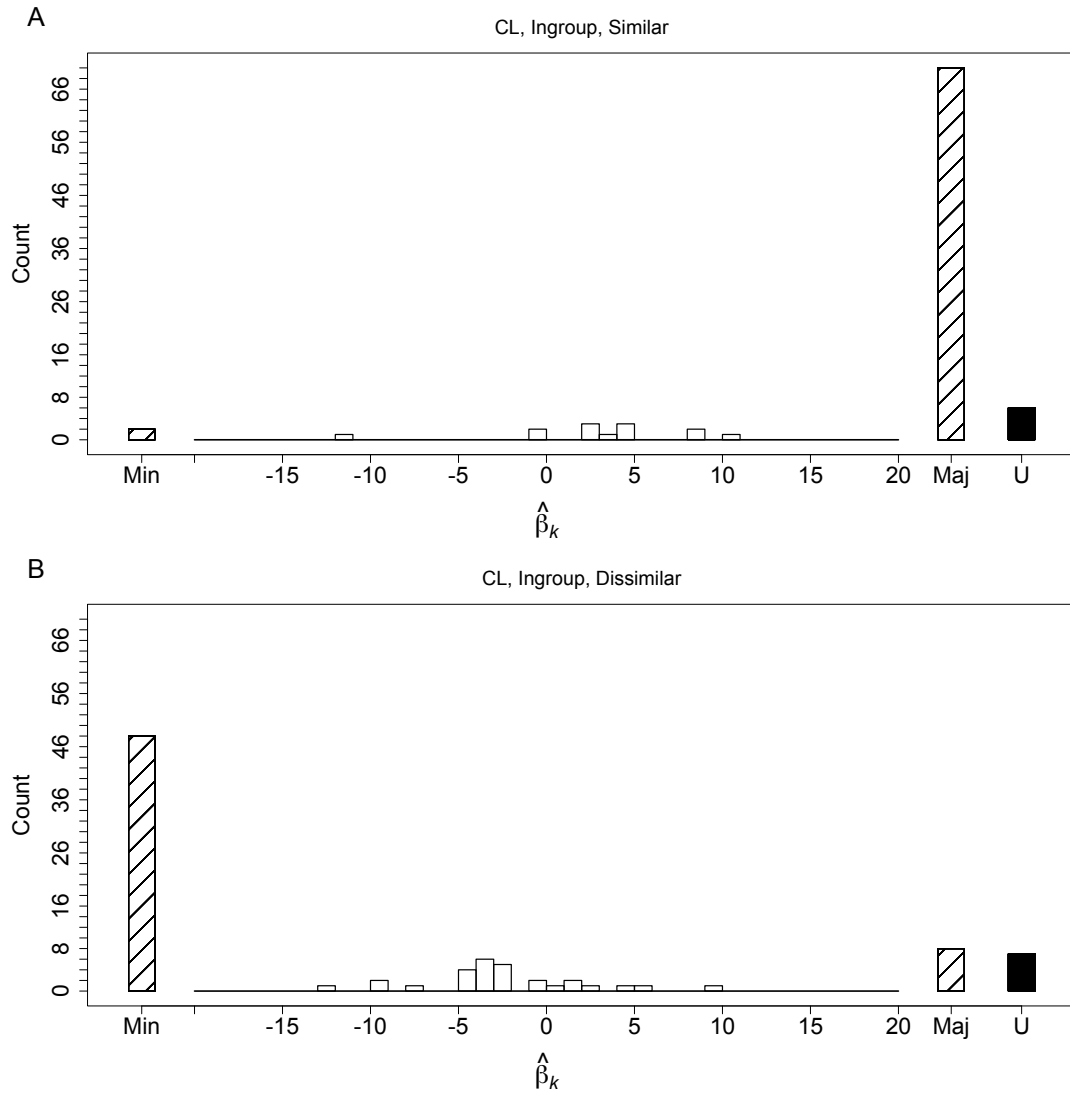 A
CL, Ingroup, Similar
Count
66
56
46
36
26
16
8
0
Min -15 -10 -5 0 5 10 15 20 Maj U
β̂k
B
CL, Ingroup, Dissimilar
Count
66
56
46
36
26
16
8
0
Min -15 -10 -5 0 5 10 15 20 Maj U
β̂k